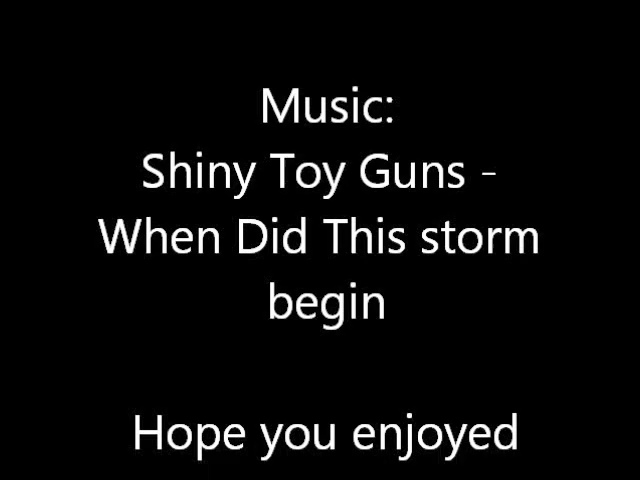 Music:
Shiny Toy Guns -
When Did This storm
begin
Hope you enjoyed